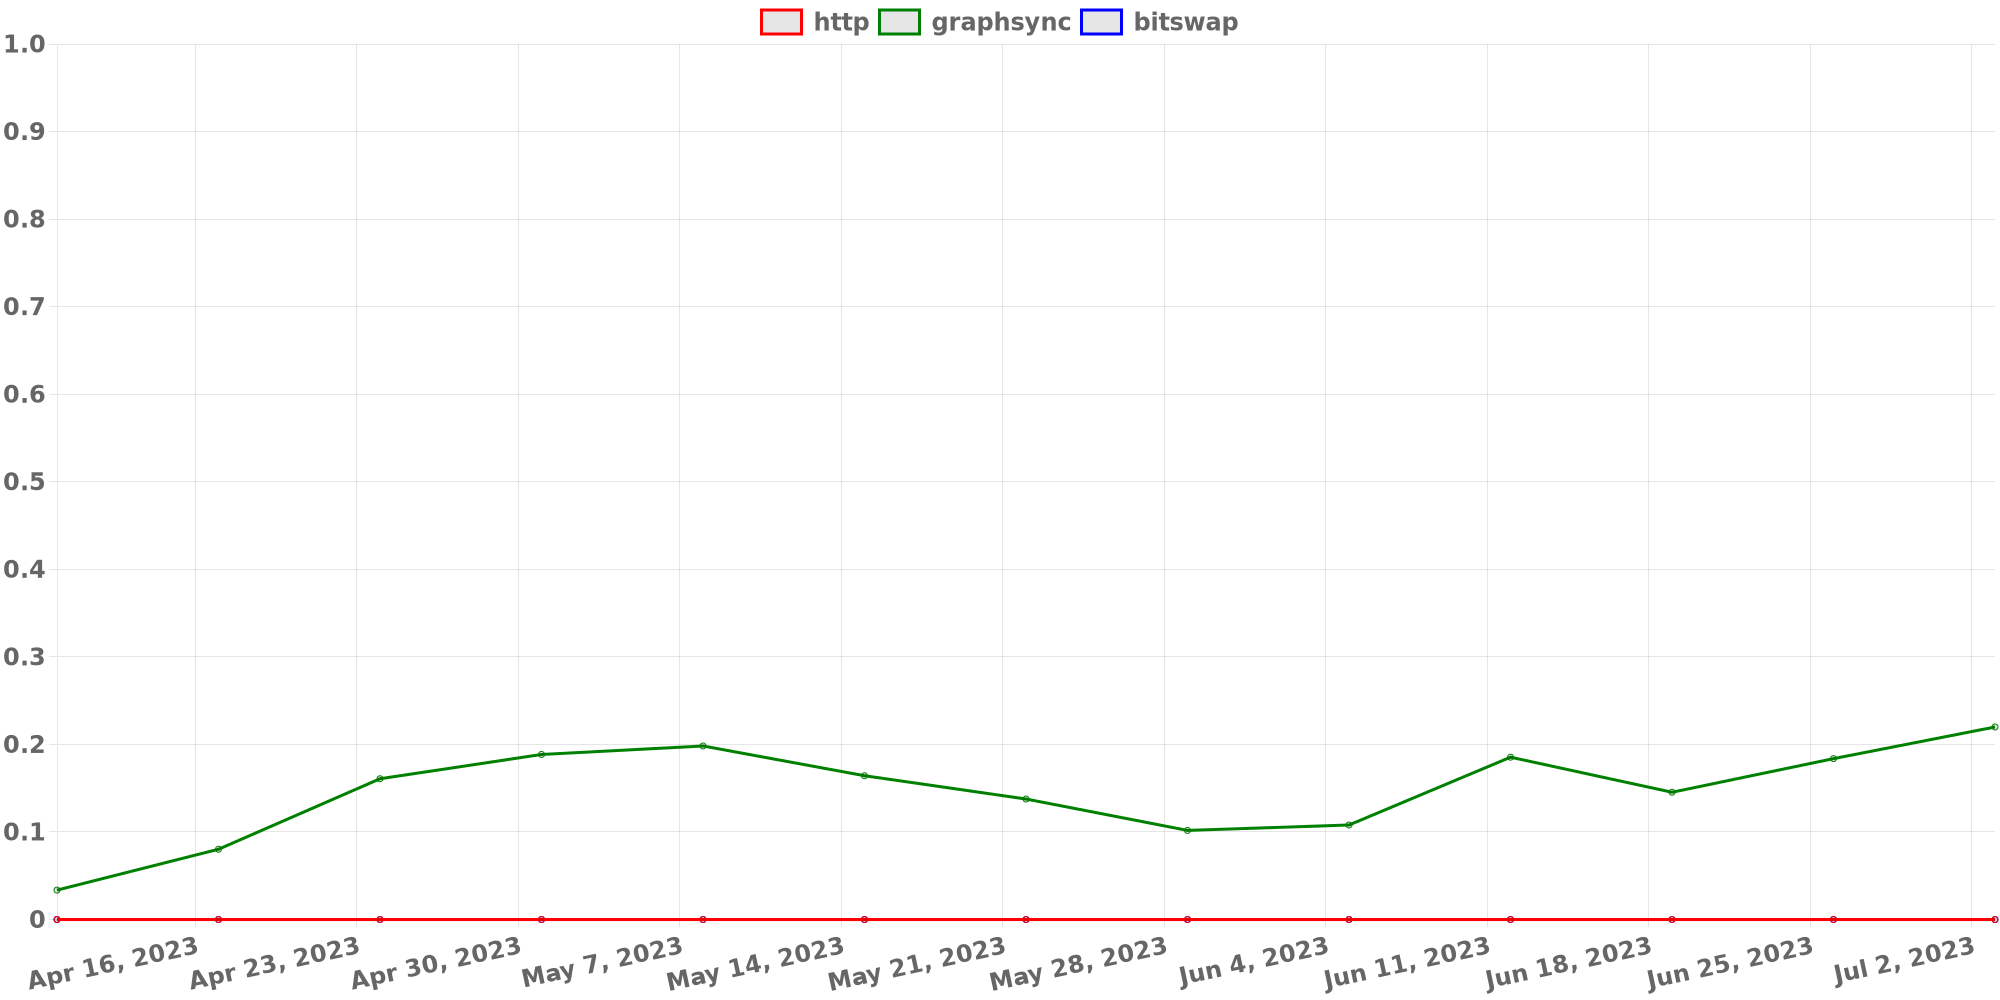 http graphsync bitswap
1.0
0.9
0.8
0.7
0.6
0.5
0.4
0.3
0.2
0.1
0
Apr 16, 2023
Apr 23, 2023
Apr 30, 2023
May 7, 2023
May 14, 2023
May 21, 2023
May 28, 2023
Jun 4, 2023
Jun 11, 2023
Jun 18, 2023
Jun 25, 2023
Jul 2, 2023